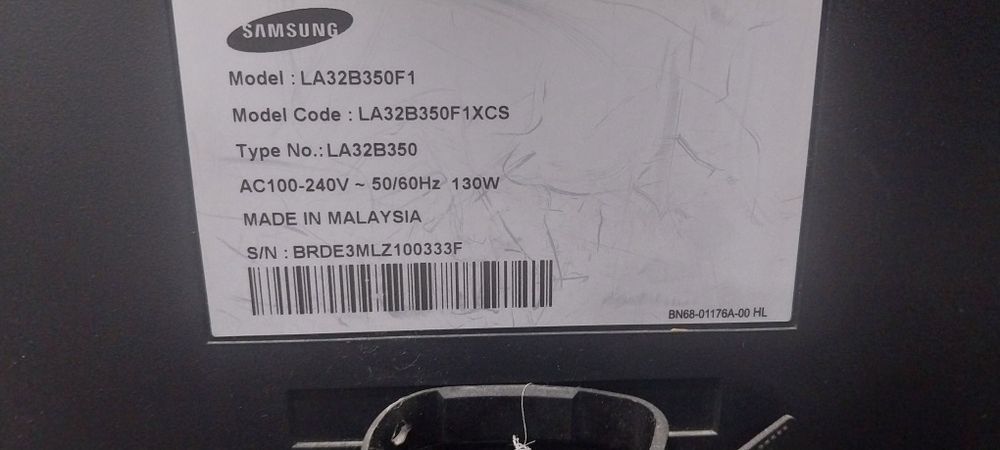 SAMSUNG
Model : LA32B350F1
Model Code : LA32B350F1XCS
Type No.: LA32B350
AC100-240V ~ 50/60Hz 130W
MADE IN MALAYSIA
S/N : BRDE3MLZ100333F
BN68-01176A-00 HL